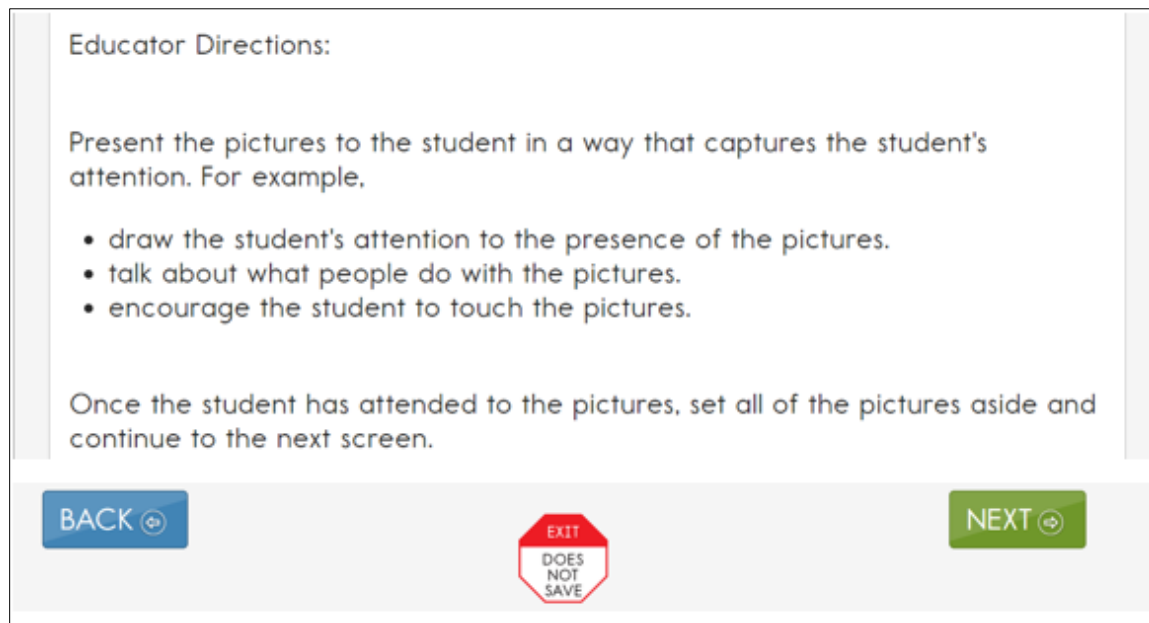 Educator Directions:
Present the pictures to the student in a way that captures the student's
attention. For example,
• draw the student's attention to the presence of the pictures.
• talk about what people do with the pictures.
• encourage the student to touch the pictures.
Once the student has attended to the pictures, set all of the pictures aside and
continue to the next screen.
BACK
EXIT
DOES
NOT
SAVE
NEXT